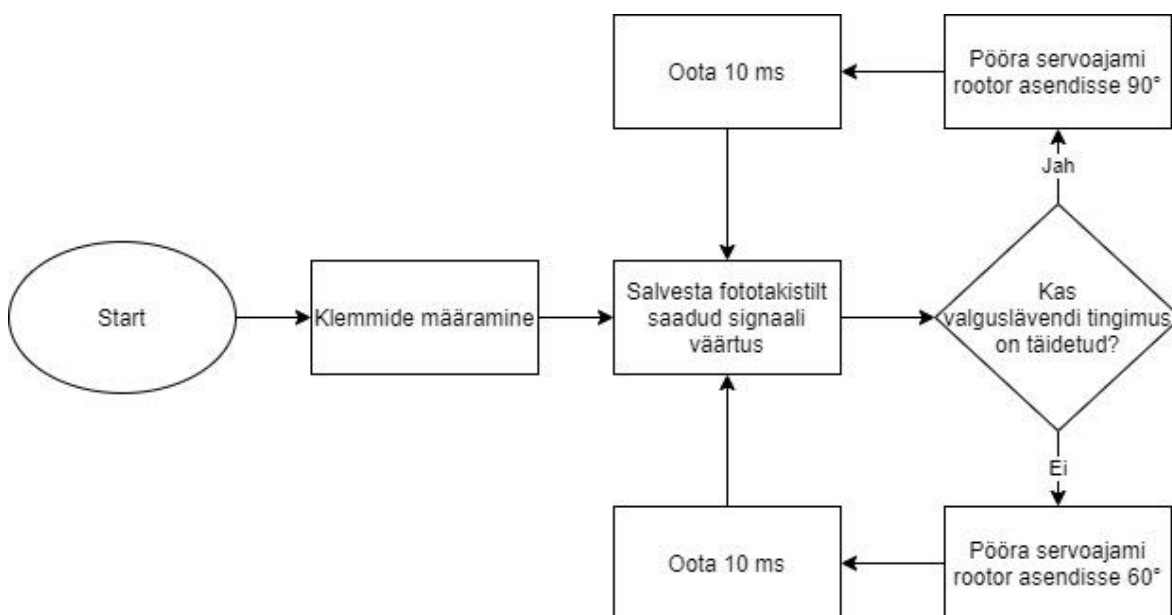 Start
Klemmide määramine
Salvesta fototakistilt
saadud signaali
väärtus
Kas
valguslävendi tingimus
on täidetud?
Jah
Pööra servoajami
rootor asendisse 90°
Oota 10 ms
Ei
Pööra servoajami
rootor asendisse 60°
Oota 10 ms